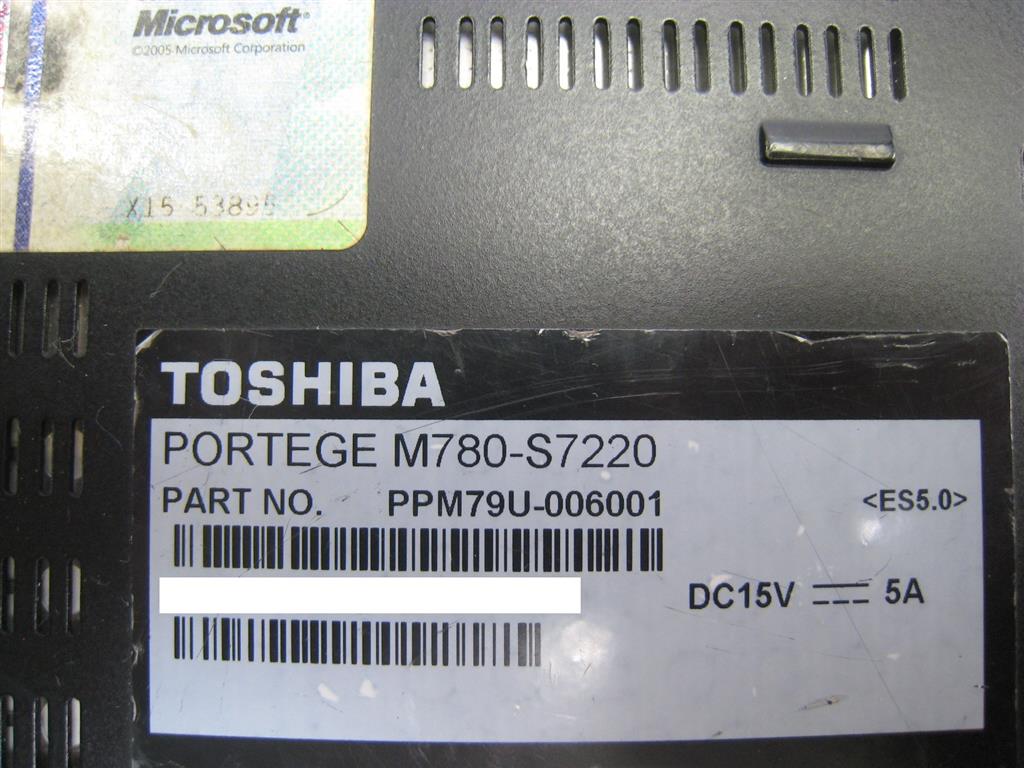 Microsoft®
©2005 Microsoft Corporation
X15 53895
TOSHIBA
PORTEGE M780-S7220
PART NO. PPM79U-006001
<ES5.0>
DC15V 5A